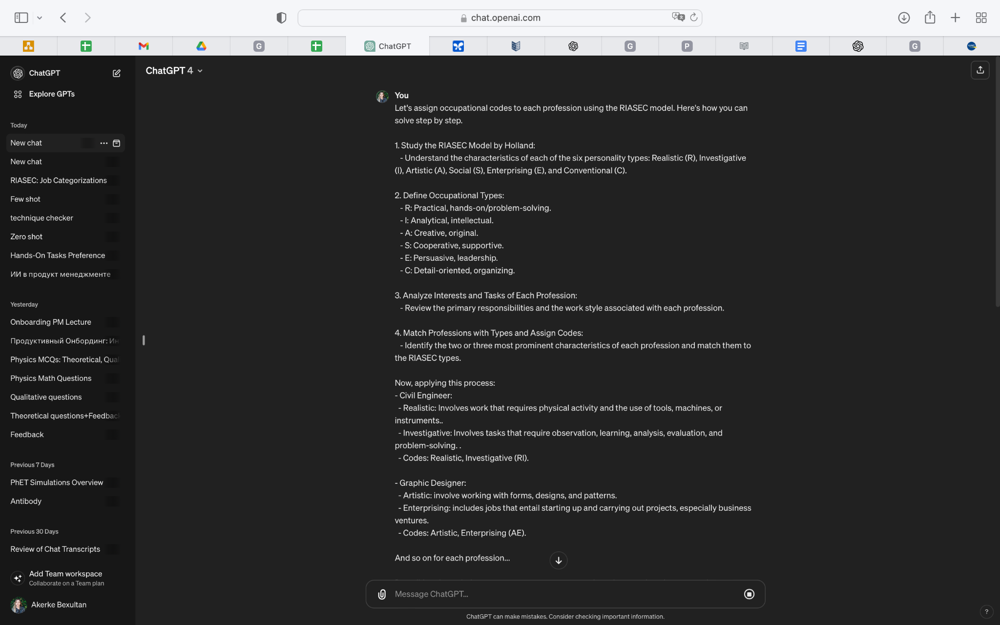 chat.openai.com
G
ChatGPT
G
P
G
ChatGPT
Explore GPTs
Today
New chat
New chat
RIASEC: Job Categorizations
Few shot
technique checker
Zero shot
Hands-On Tasks Preference
ИИ в продукт менеджменте
Yesterday
Onboarding PM Lecture
Продуктивный Онбординг: Ин
Physics MCQs: Theoretical, Qual
Physics Math Questions
Qualitative questions
Theoretical questions+Feedbac
Feedback
Previous 7 Days
PhET Simulations Overview
Antibody
Previous 30 Days
Review of Chat Transcripts
Add Team workspace
Collaborate on a Team plan
Akerke Bexultan
ChatGPT 4
You
Let's assign occupational codes to each profession using the RIASEC model. Here's how you can
solve step by step.
1. Study the RIASEC Model by Holland:
- Understand the characteristics of each of the six personality types: Realistic (R), Investigative
(I), Artistic (A), Social (S), Enterprising (E), and Conventional (C).
2. Define Occupational Types:
- R: Practical, hands-on/problem-solving.
- I: Analytical, intellectual.
- A: Creative, original.
- S: Cooperative, supportive.
- E: Persuasive, leadership.
- C: Detail-oriented, organizing.
3. Analyze Interests and Tasks of Each Profession:
- Review the primary responsibilities and the work style associated with each profession.
4. Match Professions with Types and Assign Codes:
- Identify the two or three most prominent characteristics of each profession and match them to
the RIASEC types.
Now, applying this process:
- Civil Engineer:
- Realistic: Involves work that requires physical activity and the use of tools, machines, or
instruments..
- Investigative: Involves tasks that require observation, learning, analysis, evaluation, and
problem-solving. .
- Codes: Realistic, Investigative (RI).
- Graphic Designer:
- Artistic: involve working with forms, designs, and patterns.
- Enterprising: includes jobs that entail starting up and carrying out projects, especially business
ventures.
- Codes: Artistic, Enterprising (AE).
And so on for each profession...
Message ChatGPT...
ChatGPT can make mistakes. Consider checking important information.
?